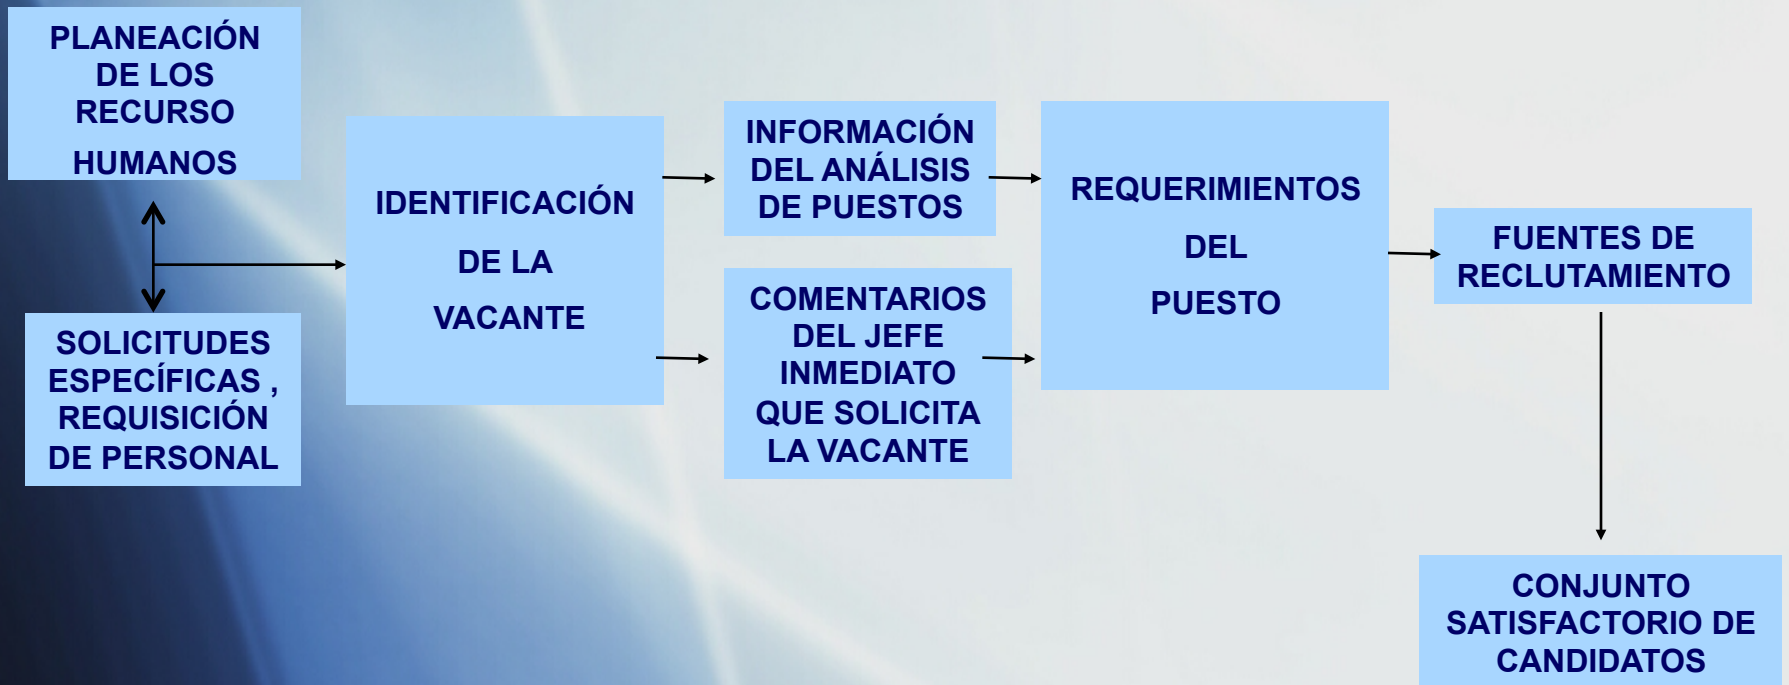 PLANEACIÓN
DE LOS
RECURSO
HUMANOS
SOLICITUDES
ESPECÍFICAS ,
REQUISICIÓN
DE PERSONAL
IDENTIFICACIÓN
DE LA
VACANTE
INFORMACIÓN
DEL ANÁLISIS
DE PUESTOS
COMENTARIOS
DEL JEFE
INMEDIATO
QUE SOLICITA
LA VACANTE
REQUERIMIENTOS
DEL
PUESTO
FUENTES DE
RECLUTAMIENTO
CONJUNTO
SATISFACTORIO DE
CANDIDATOS